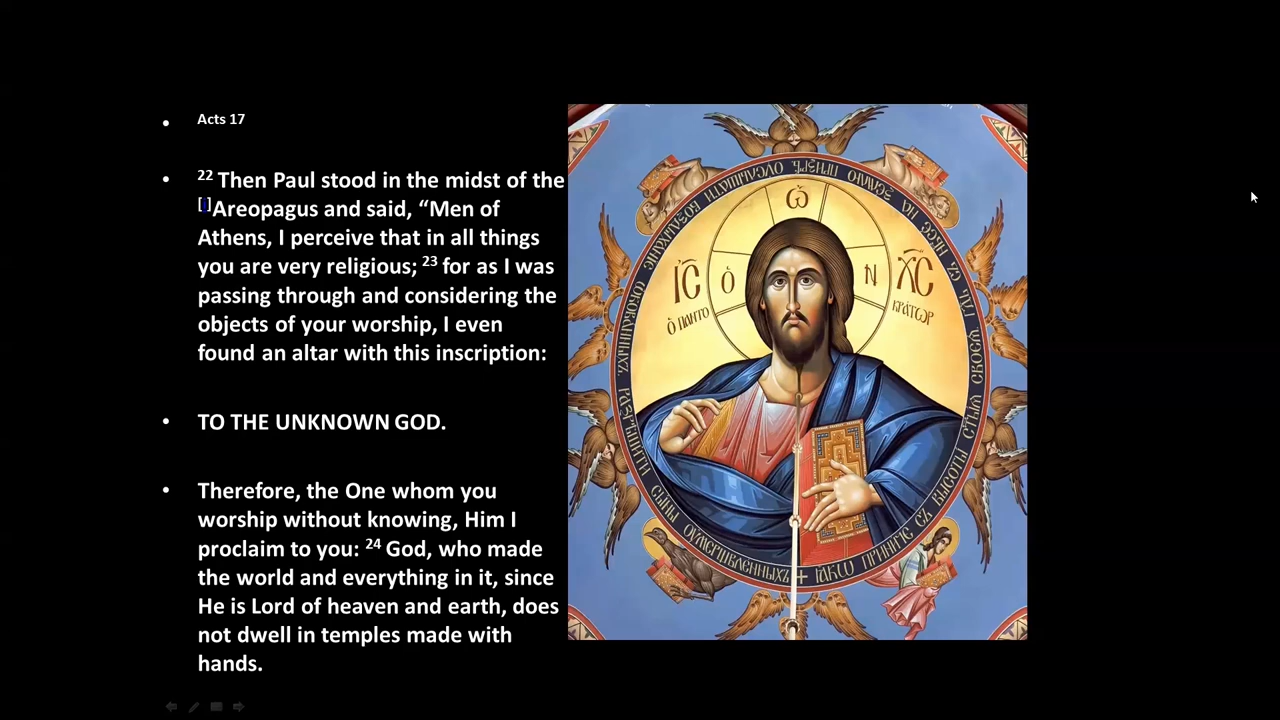 Acts 17
22 Then Paul stood in the midst of the
[i]Areopagus and said, “Men of
Athens, I perceive that in all things
you are very religious; 23 for as I was
passing through and considering the
objects of your worship, I even
found an altar with this inscription:
TO THE UNKNOWN GOD.
Therefore, the One whom you
worship without knowing, Him I
proclaim to you: 24 God, who made
the world and everything in it, since
He is Lord of heaven and earth, does
not dwell in temples made with
hands.
Ὠ
ΙC Ὁ Ν ΧC
Ὁ ΠΑΝΤΟ ΚΡΆΤΩΡ